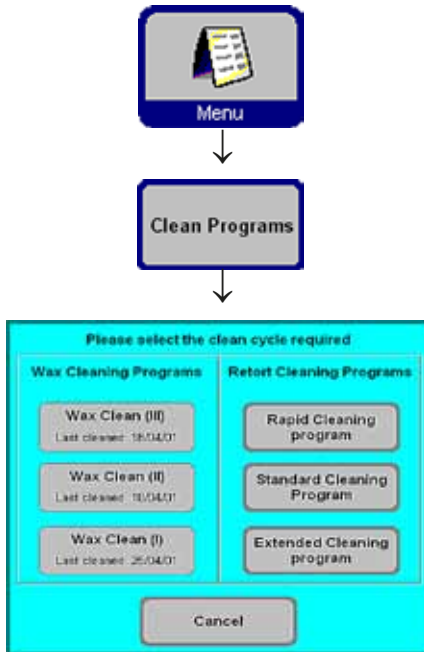 Menu
Clean Programs
Please select the clean cycle required
Wax Cleaning Programs
Wax Clean (III)
Last cleaned: 18/04/01
Wax Clean (II)
Last cleaned: 18/04/01
Wax Clean (I)
Last cleaned: 25/04/01
Retort Cleaning Programs
Rapid Cleaning
program
Standard Cleaning
Program
Extended Cleaning
program
Cancel